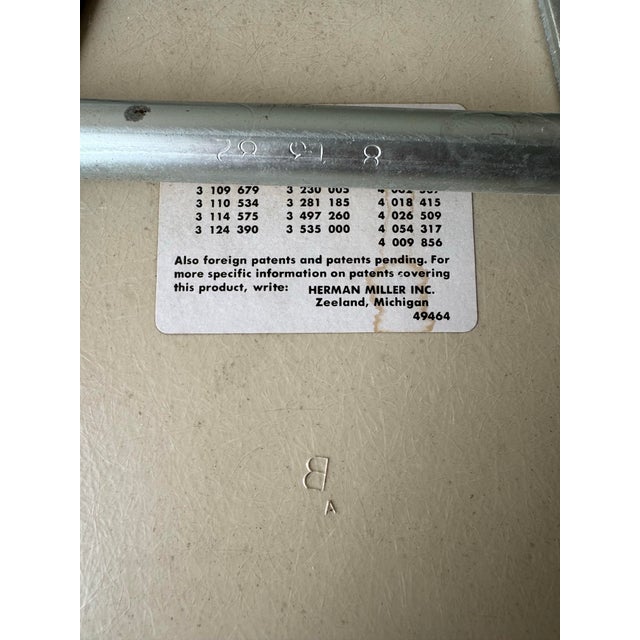 8 15 82
3 109 679 3 230 005
3 110 534 3 281 185 4 018 415
3 114 575 3 497 260 4 026 509
3 124 390 3 535 000 4 054 317
4 009 856
Also foreign patents and patents pending. For
more specific information on patents covering
this product, write: HERMAN MILLER INC.
Zeeland, Michigan
49464
B
A